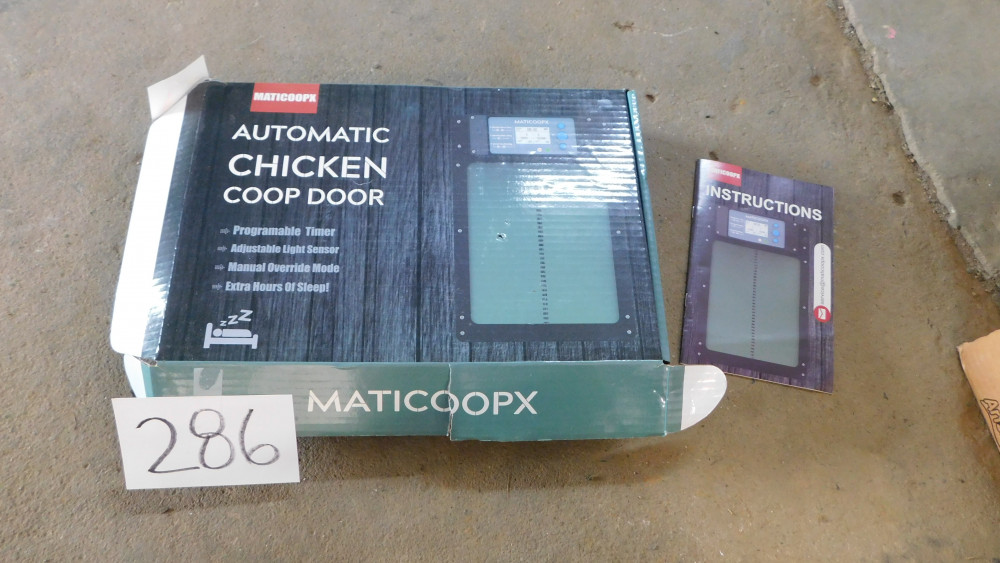 MATICOOPX
AUTOMATIC
CHICKEN
COOP DOOR
Programable Timer
Adjustable Light Sensor
Manual Override Mode
Extra Hours Of Sleep!
zZZ
MATICOOPX
MATICOOPX
286
MATICOOPX
INSTRUCTIONS